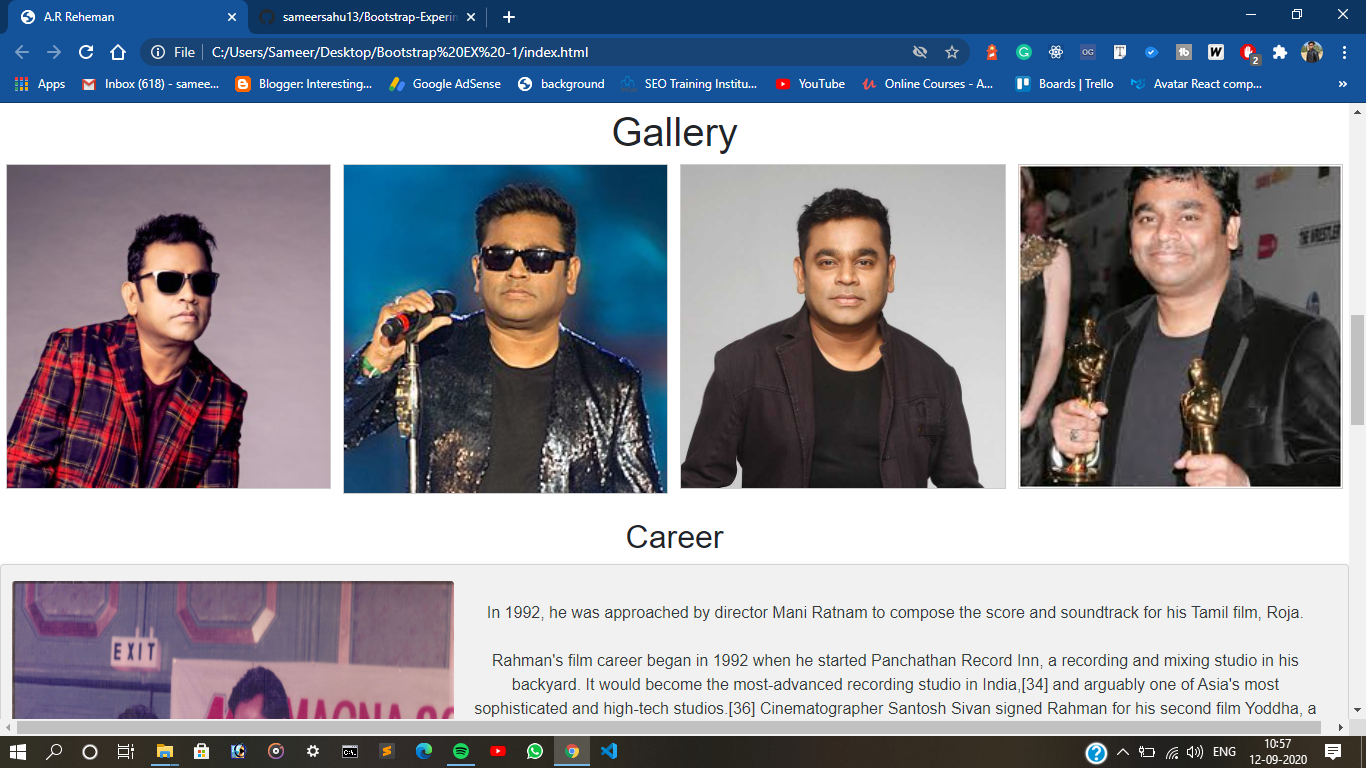 A.R Reheman
sameersahu13/Bootstrap-Experim
File
C:/Users/Sameer/Desktop/Bootstrap%20EX%20-1/index.html
OG
T
tb
W
2
Apps
Inbox (618) - samee...
Blogger: Interesting...
Google AdSense
background
SEO Training Institu...
YouTube
Online Courses - A...
Boards | Trello
Avatar React comp...
»
Gallery
THE WRESTLER
Career
EXIT
In 1992, he was approached by director Mani Ratnam to compose the score and soundtrack for his Tamil film, Roja.
Rahman's film career began in 1992 when he started Panchathan Record Inn, a recording and mixing studio in his
backyard. It would become the most-advanced recording studio in India,[34] and arguably one of Asia's most
sophisticated and high-tech studios.[36] Cinematographer Santosh Sivan signed Rahman for his second film Yoddha, a
ENG
10:57
12-09-2020